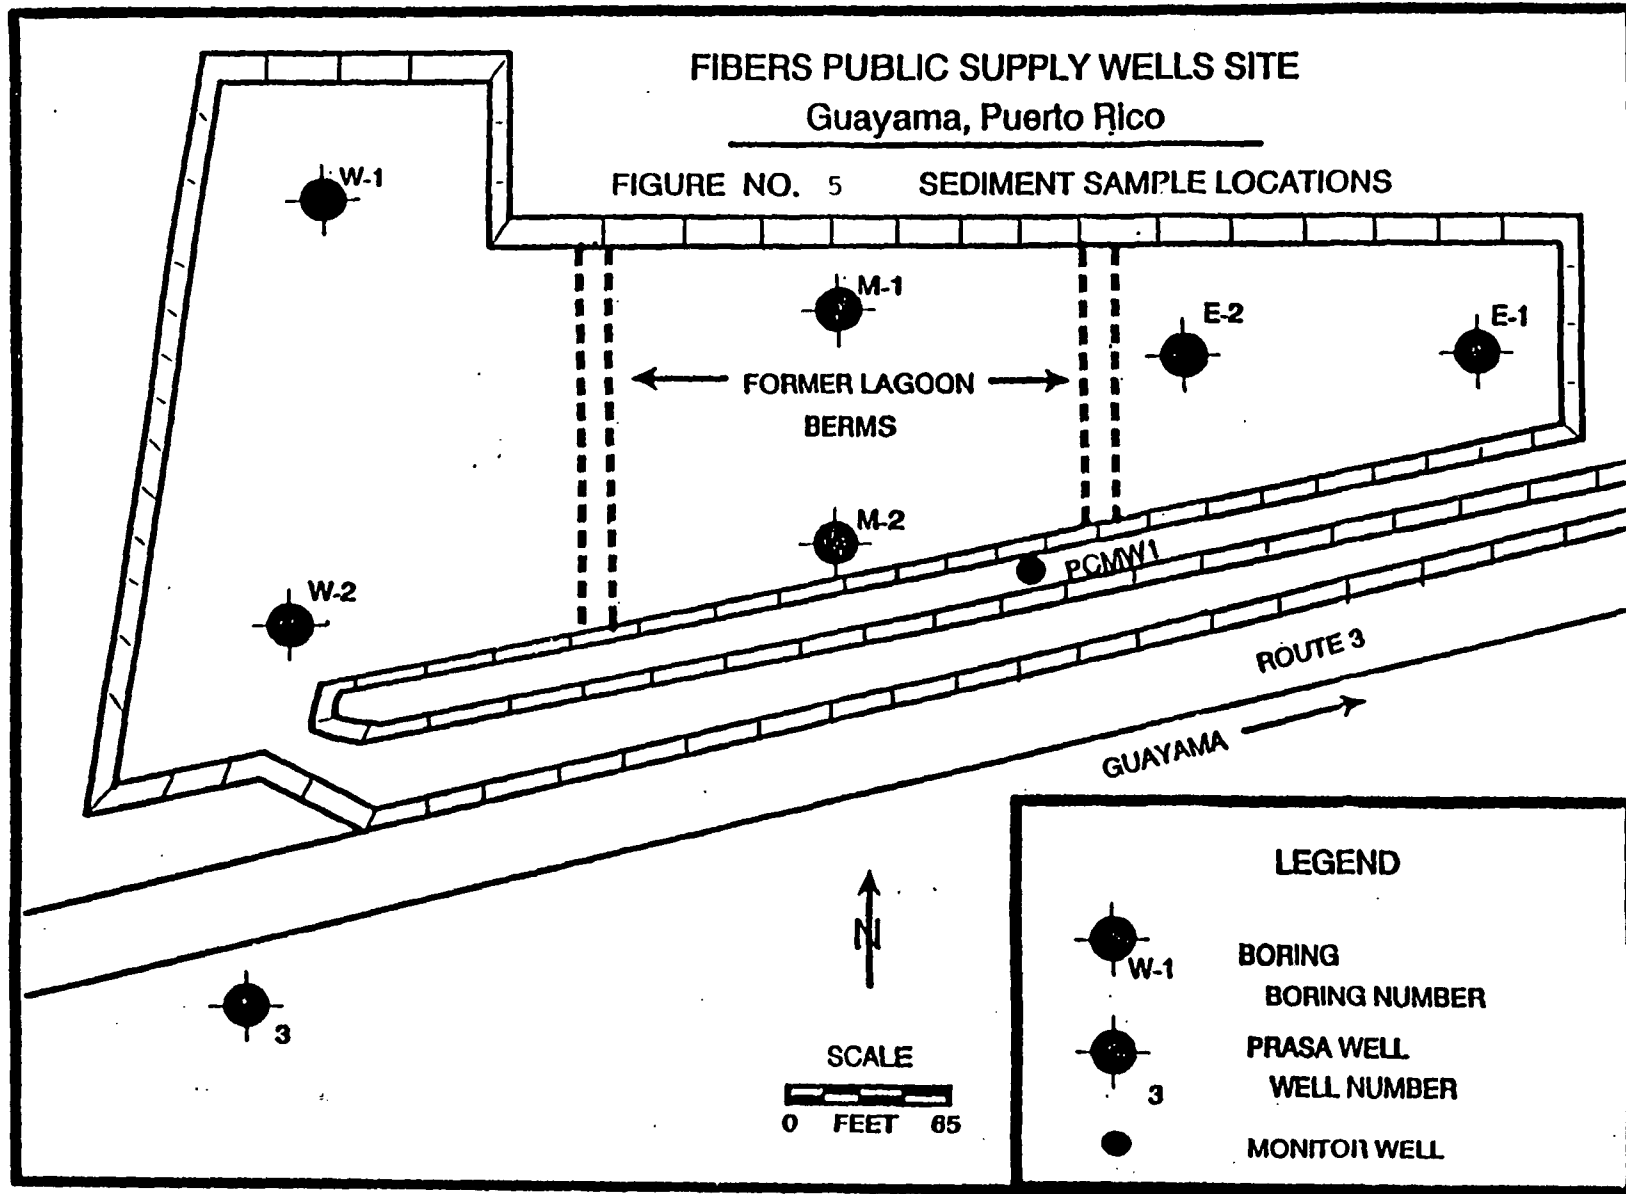 FIBERS PUBLIC SUPPLY WELLS SITE
Guayama, Puerto Rico
FIGURE NO. 5 SEDIMENT SAMPLE LOCATIONS
W-1
M-1
E-2
E-1
FORMER LAGOON
BERMS
M-2
PCMW1
W-2
ROUTE 3
GUAYAMA
N
3
SCALE
0 FEET 65
LEGEND
W-1
BORING
BORING NUMBER
3
PRASA WELL
WELL NUMBER
MONITOR WELL